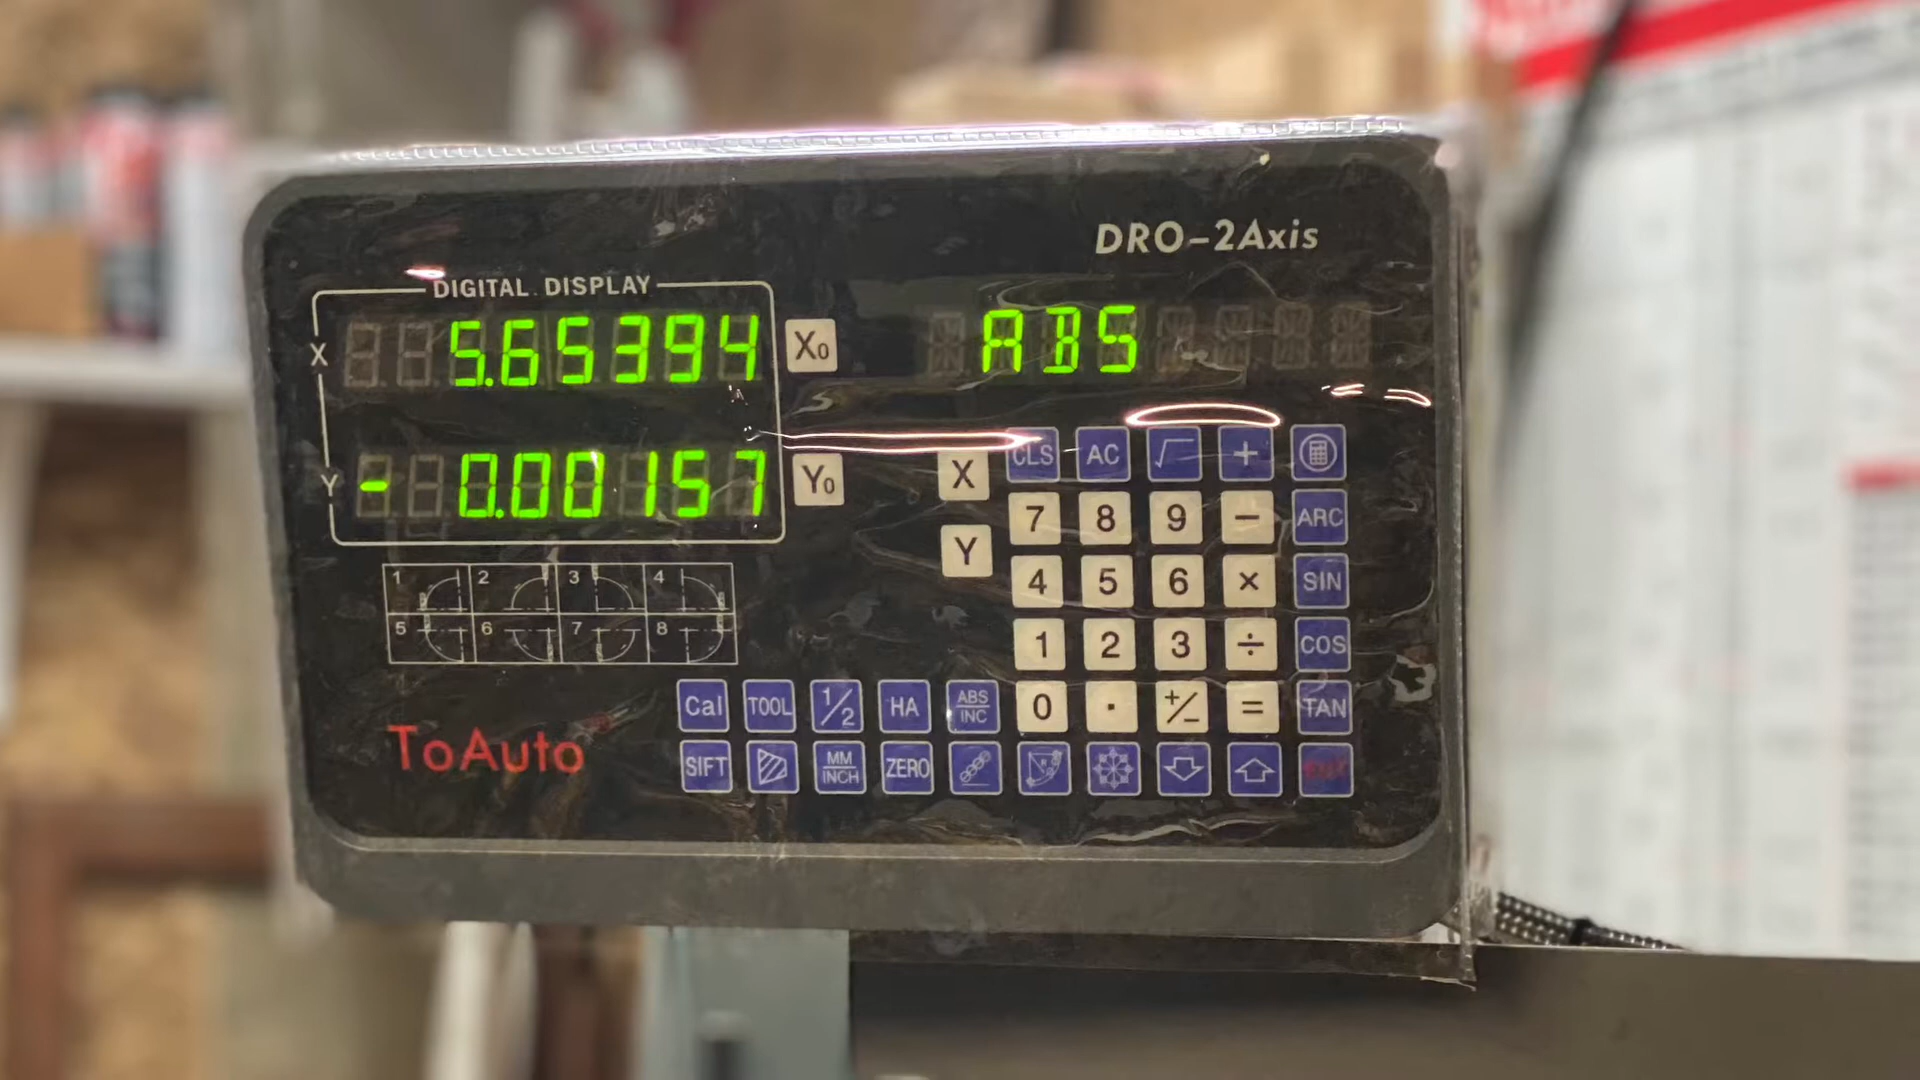 DRO-2Axis
DIGITAL DISPLAY
X 5.65394 X0 ABS
Y - 0.00157 Y0
X CLS AC √ +
7 8 9 − ARC
Y 4 5 6 × SIN
1 2 3 ÷ COS
1 2 3 4
5 6 7 8
Cal TOOL 1/2 HA ABS/INC 0 . +/− = TAN
ToAuto
SIFT MM/INCH ZERO